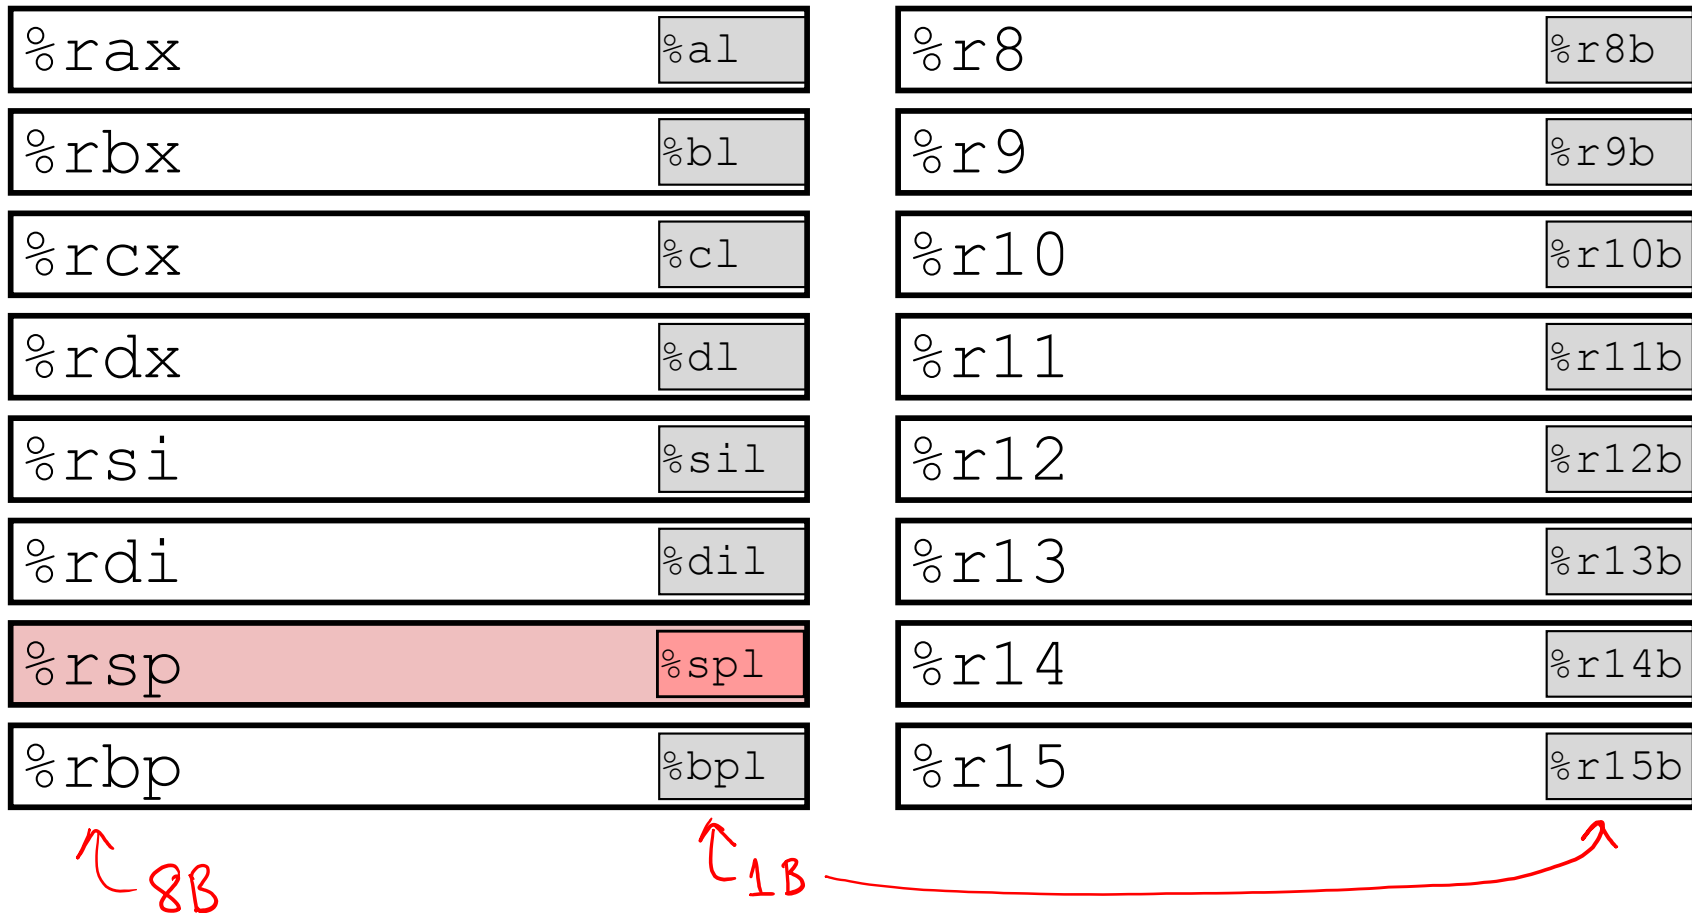 %rax %al %r8 %r8b
%rbx %bl %r9 %r9b
%rcx %cl %r10 %r10b
%rdx %dl %r11 %r11b
%rsi %sil %r12 %r12b
%rdi %dil %r13 %r13b
%rsp %spl %r14 %r14b
%rbp %bpl %r15 %r15b
8B 1B